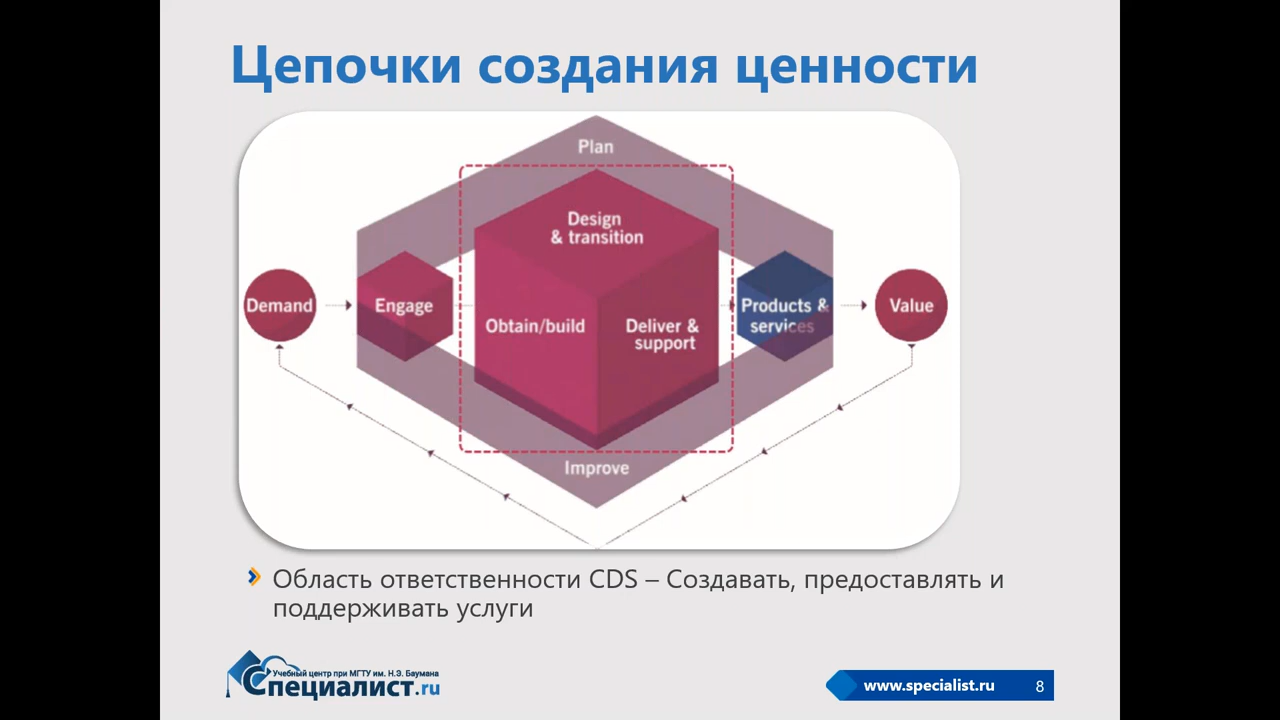 Цепочки создания ценности
Plan
Design
& transition
Demand
Engage
Obtain/build
Deliver &
support
Products &
services
Value
Improve
Область ответственности CDS – Создавать, предоставлять и
поддерживать услуги
Учебный центр при МГТУ им. Н.Э. Баумана
Специалист.ru
www.specialist.ru
8